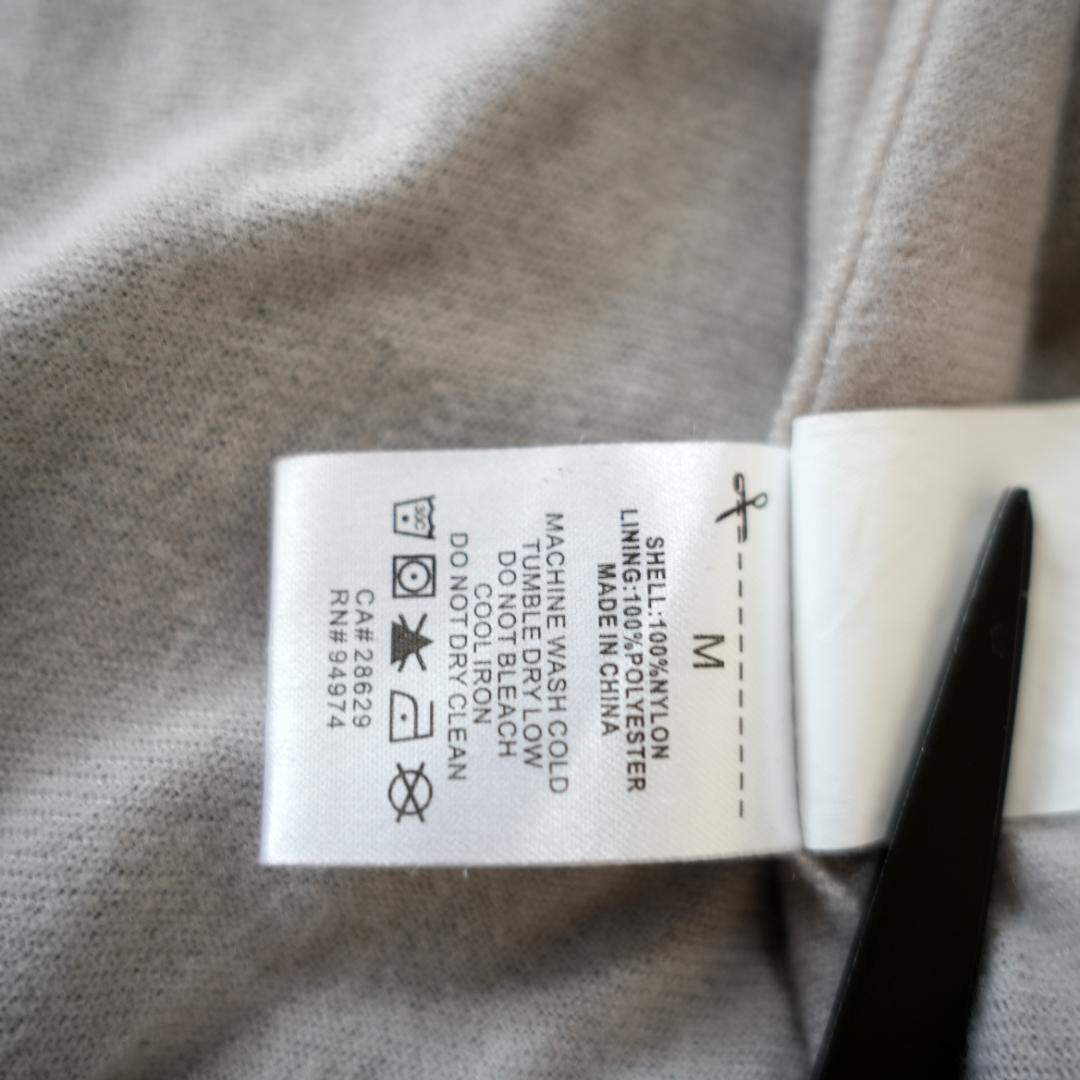 M
SHELL:100%NYLON
LINING:100%POLYESTER
MADE IN CHINA
MACHINE WASH COLD
TUMBLE DRY LOW
DO NOT BLEACH
COOL IRON
DO NOT DRY CLEAN
30C
CA# 28629
RN# 94974